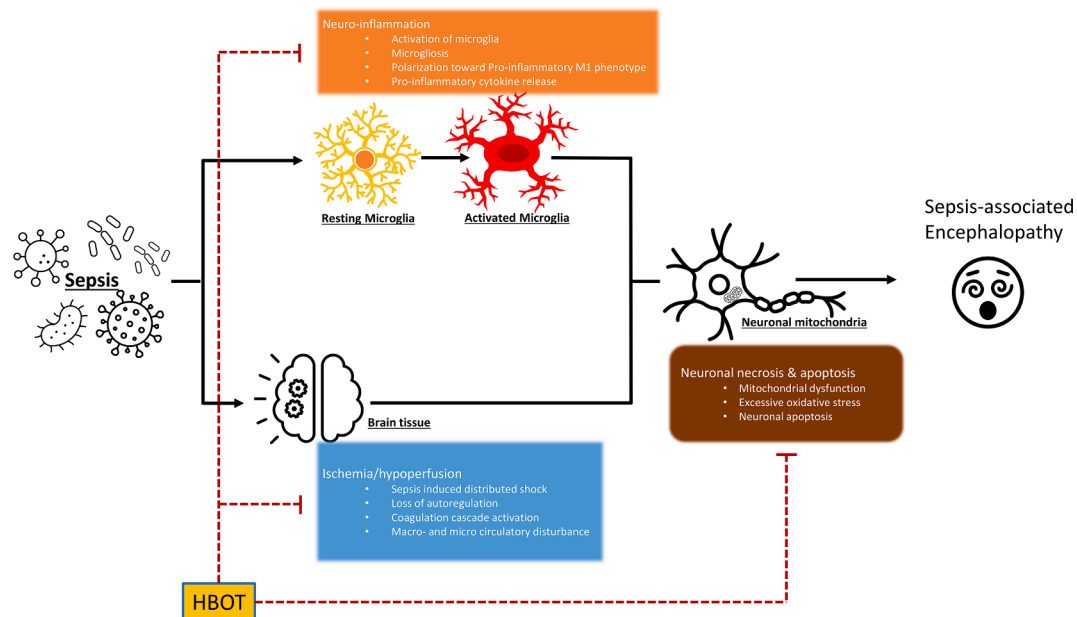 Neuro-inflammation
• Activation of microglia
• Microgliosis
• Polarization toward Pro-inflammatory M1 phenotype
• Pro-inflammatory cytokine release
Resting Microglia
Activated Microglia
Sepsis-associated
Encephalopathy
Sepsis
Neuronal mitochondria
Neuronal necrosis & apoptosis
• Mitochondrial dysfunction
• Excessive oxidative stress
• Neuronal apoptosis
Brain tissue
Ischemia/hypoperfusion
• Sepsis induced distributed shock
• Loss of autoregulation
• Coagulation cascade activation
• Macro- and micro circulatory disturbance
HBOT